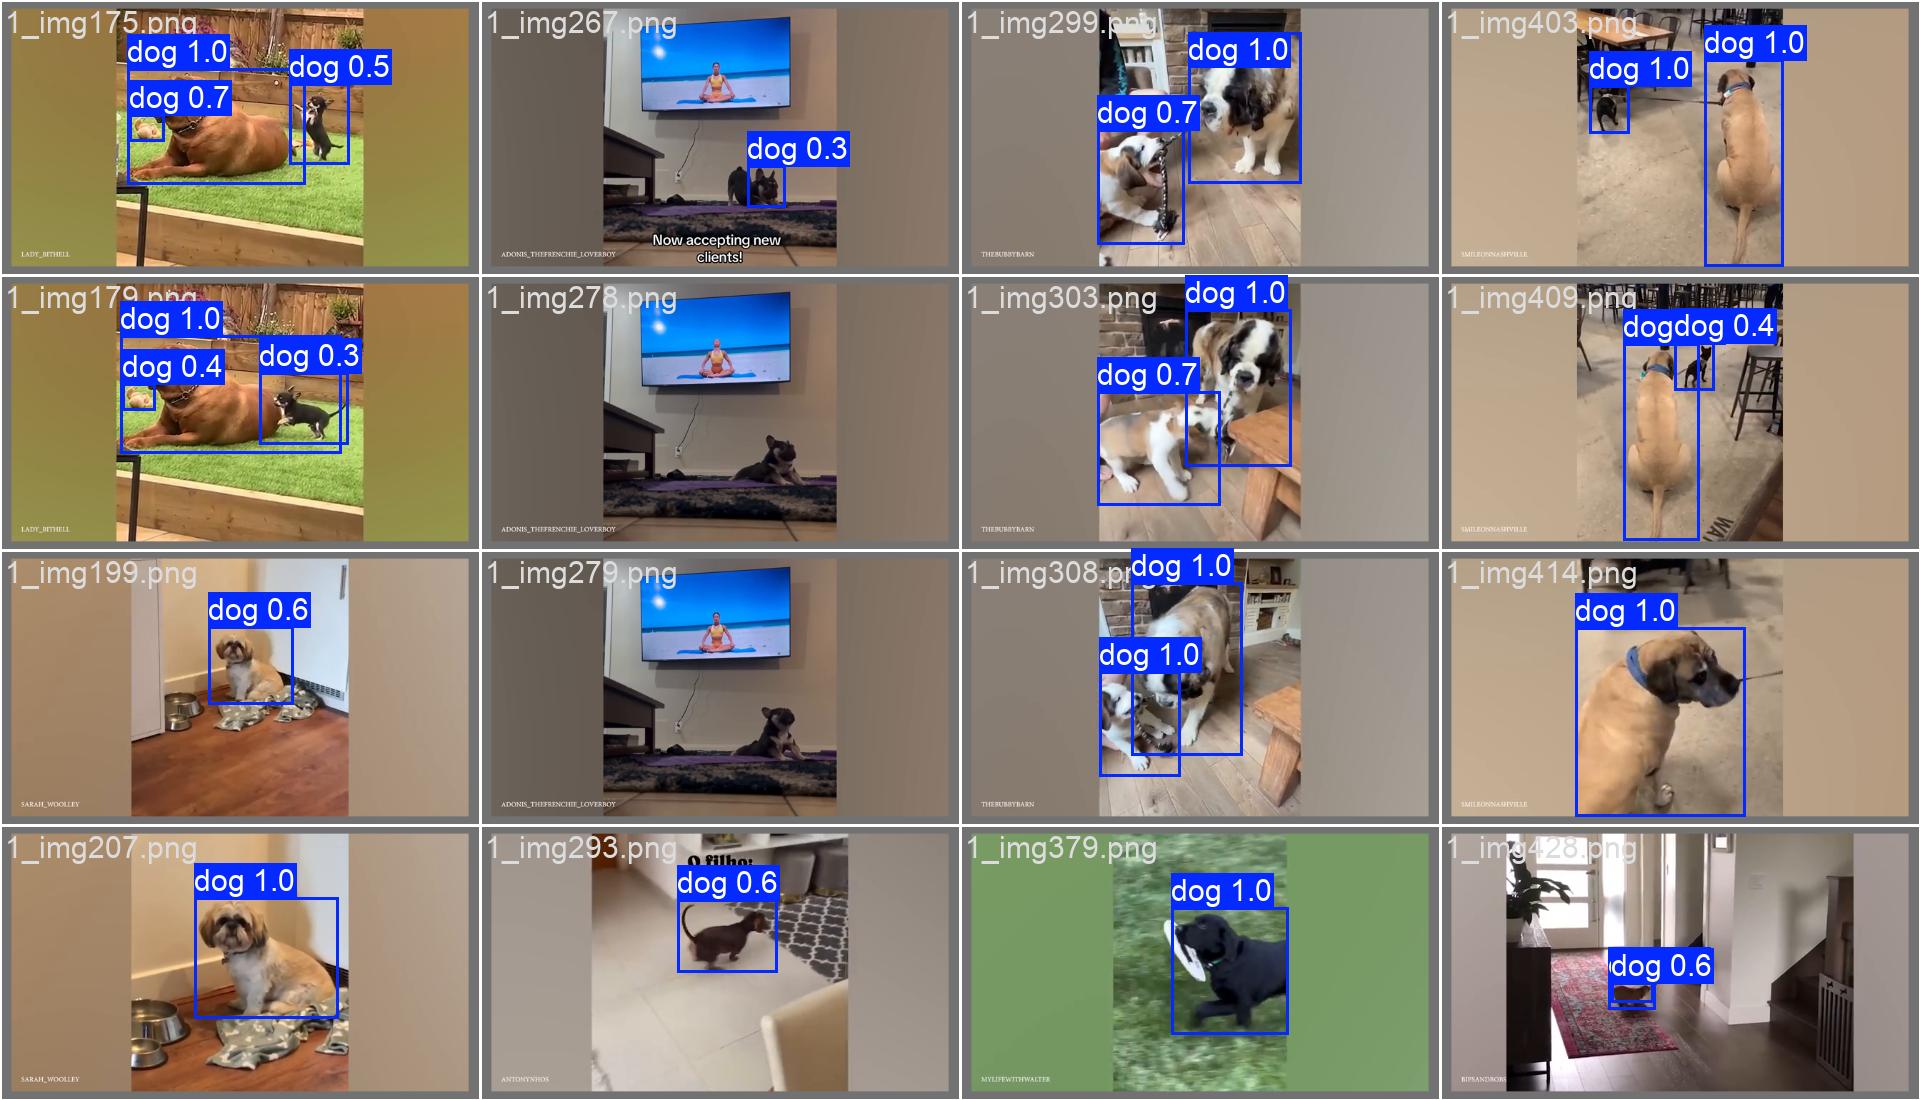 1_img175.png
dog 1.0
dog 0.5
dog 0.7
LADY_BITHELL
1_img267.png
dog 0.3
Now accepting new
clients!
ADONIS_THEFRENCHIE_LOVERBOY
1_img299.png
dog 1.0
dog 0.7
THEBUBBYBARN
1_img403.png
dog 1.0
dog 1.0
SMILEONNASHVILLE
1_img179.png
dog 1.0
dog 0.3
dog 0.4
LADY_BITHELL
1_img278.png
ADONIS_THEFRENCHIE_LOVERBOY
1_img303.png
dog 1.0
dog 0.7
THEBUBBYBARN
1_img409.png
dog
dog 0.4
WAT
SMILEONNASHVILLE
1_img199.png
dog 0.6
SARAH_WOOLLEY
1_img279.png
ADONIS_THEFRENCHIE_LOVERBOY
1_img308.pn
dog 1.0
dog 1.0
THEBUBBYBARN
1_img414.png
dog 1.0
SMILEONNASHVILLE
1_img207.png
dog 1.0
SARAH_WOOLLEY
1_img293.png
O filho:
dog 0.6
ANTONYNHOS
1_img379.png
dog 1.0
MYLIFEWITHWALTER
1_img428.png
dog 0.6